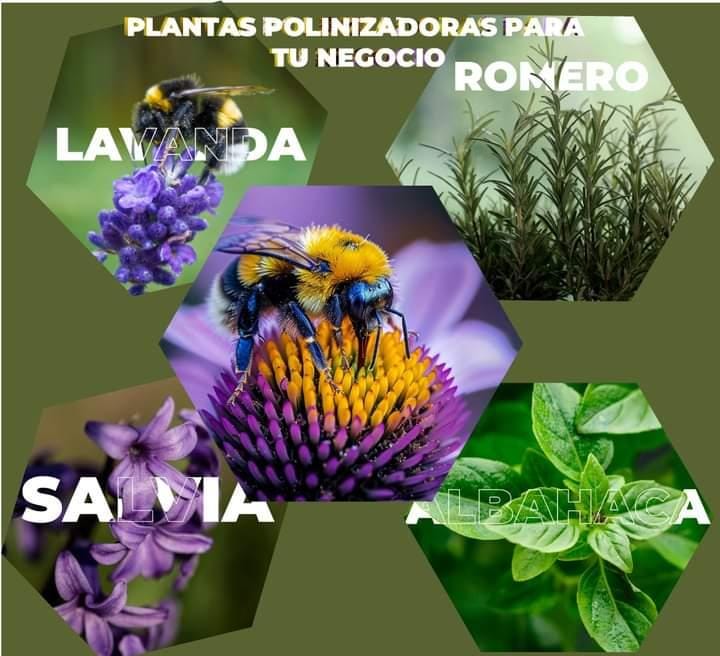 PLANTAS POLINIZADORAS PARA
TU NEGOCIO
ROMERO
LAVANDA
SALVIA
ALBAHACA